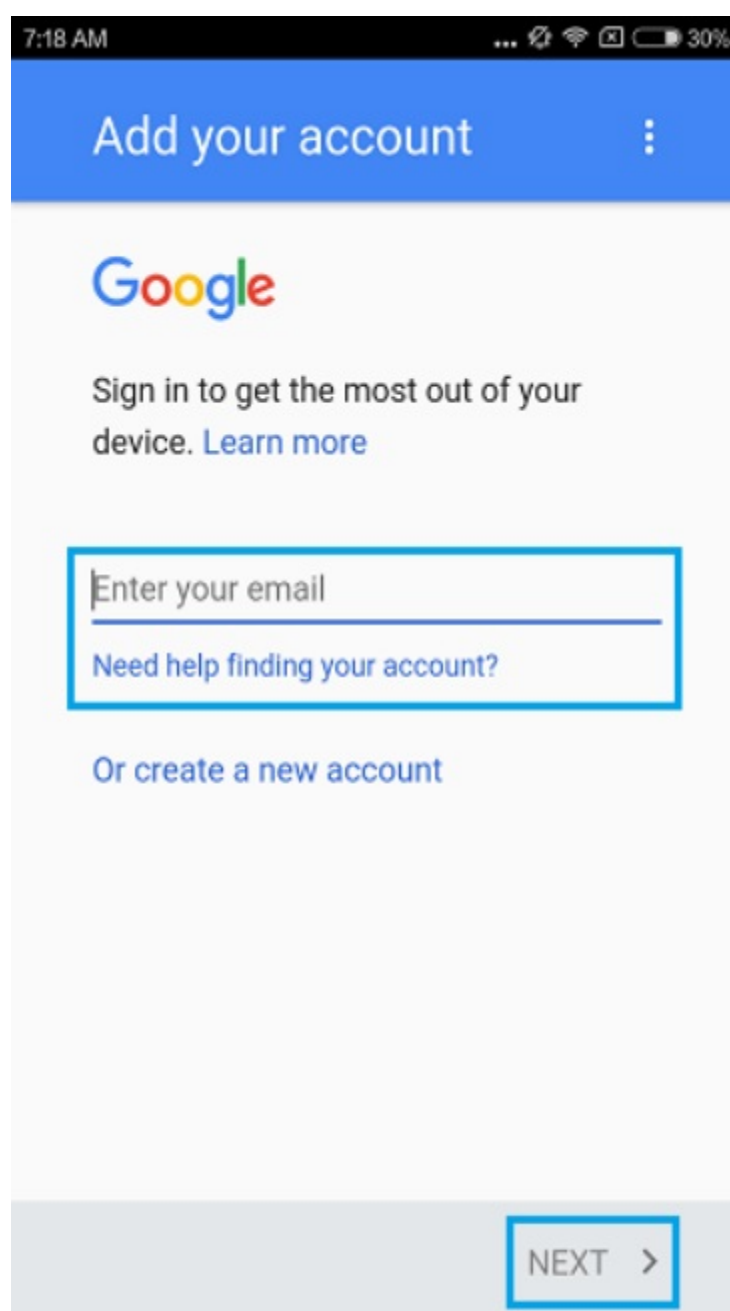 7:18 AM ... 30%
Add your account
Google
Sign in to get the most out of your
device. Learn more
Enter your email
Need help finding your account?
Or create a new account
NEXT >